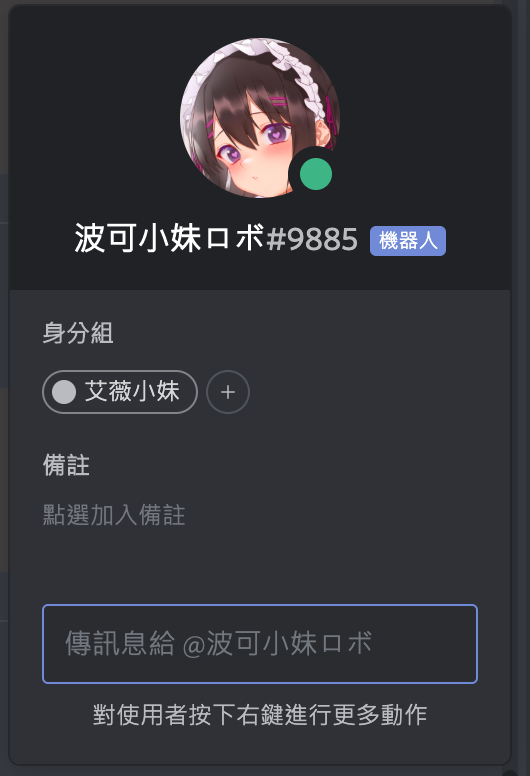 波可小妹ロボ#9885 機器人
身分組
艾薇小妹 +
備註
點選加入備註
傳訊息給 @波可小妹ロボ
對使用者按下右鍵進行更多動作